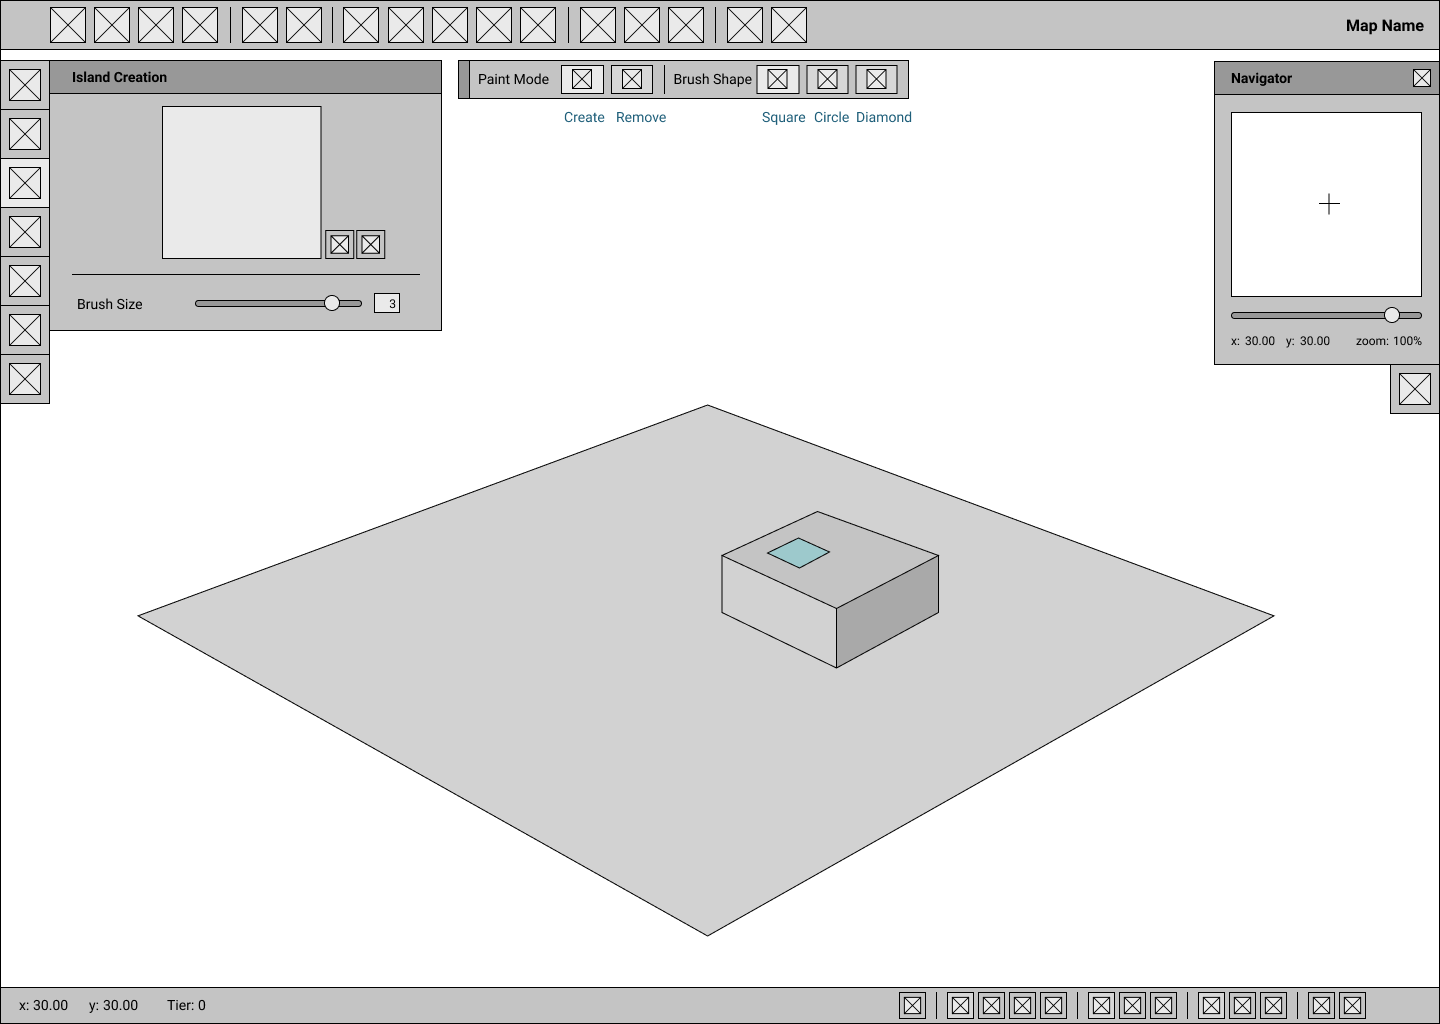 Map Name
Island Creation
Paint Mode
Brush Shape
Navigator
Create
Remove
Square
Circle
Diamond
Brush Size
3
x: 30.00 y: 30.00 zoom: 100%
x: 30.00 y: 30.00 Tier: 0